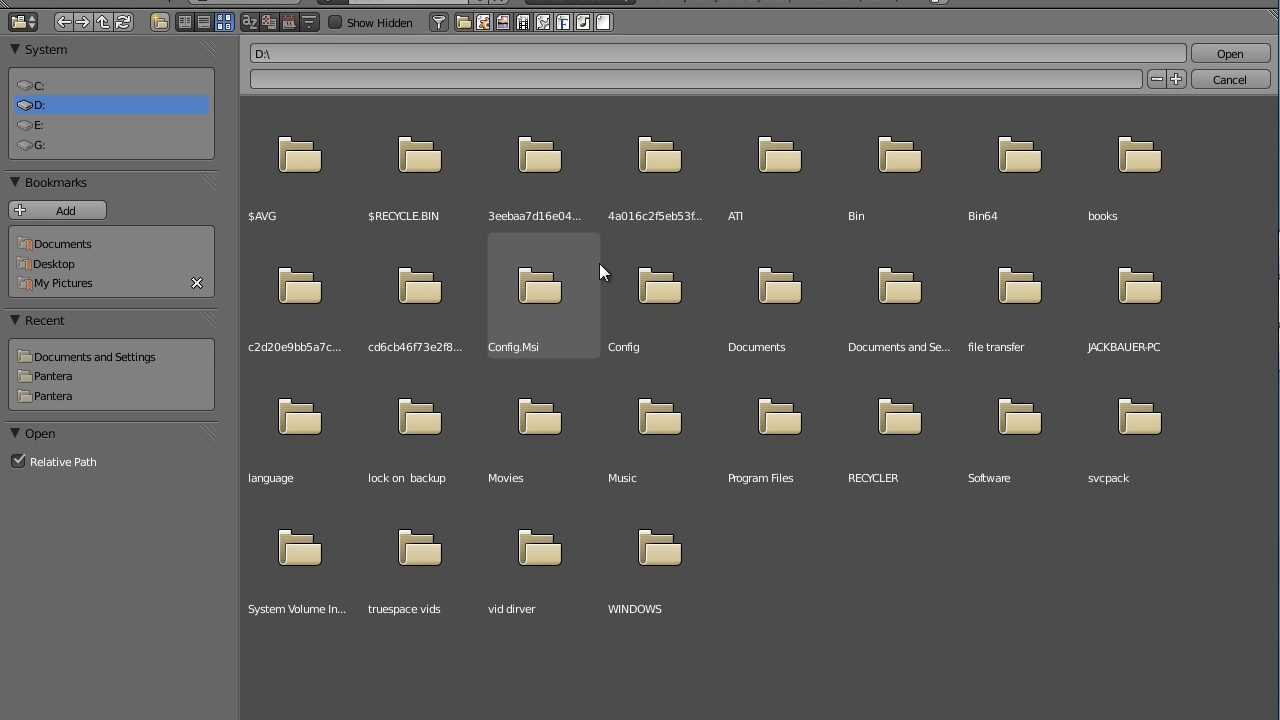 Show Hidden
System
D:\
Open
Cancel
C:
D:
E:
G:
Bookmarks
Add
Documents
Desktop
My Pictures
Recent
Documents and Settings
Pantera
Pantera
Open
Relative Path
$AVG $RECYCLE.BIN 3eebaa7d16e04... 4a016c2f5eb53f... ATI Bin Bin64 books
c2d20e9bb5a7c... cd6cb46f73e2f8... Config.Msi Config Documents Documents and Se... file transfer JACKBAUER-PC
language lock on backup Movies Music Program Files RECYCLER Software svcpack
System Volume In... truespace vids vid dirver WINDOWS